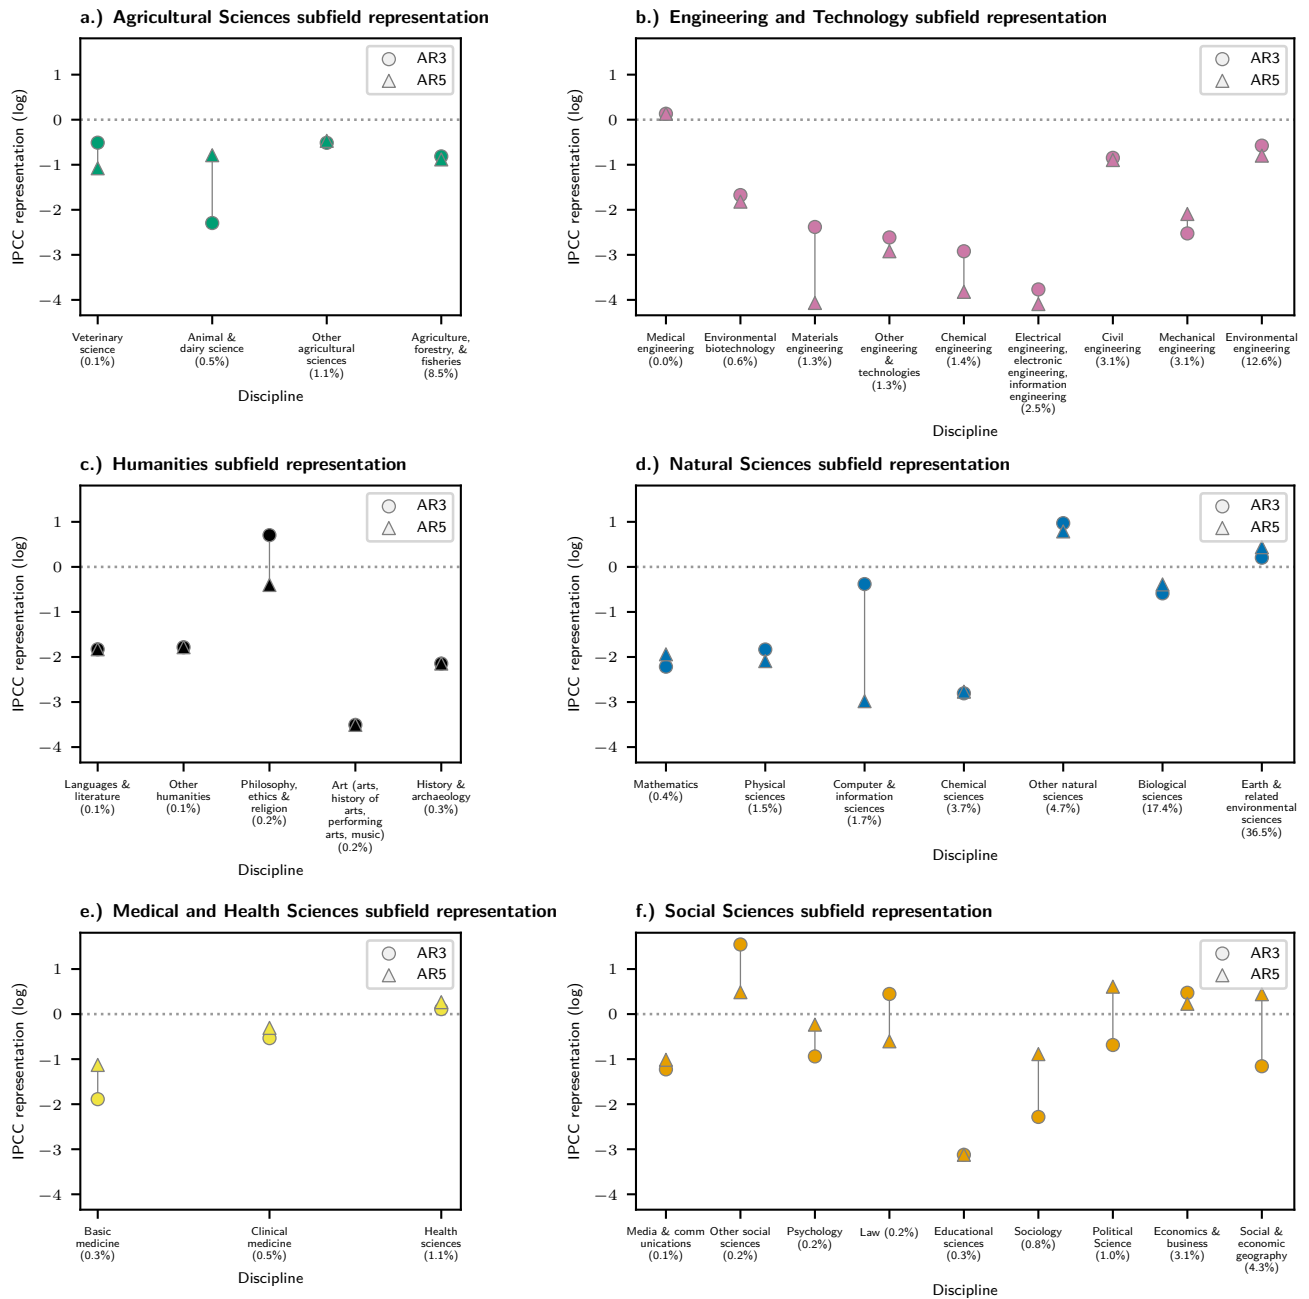 a.) Agricultural Sciences subfield representation
IPCC representation (log)
1
0
−1
−2
−3
−4
AR3
AR5
Veterinary
science
(0.1%)
Animal &
dairy science
(0.5%)
Other
agricultural
sciences
(1.1%)
Agriculture,
forestry, &
fisheries
(8.5%)
Discipline
b.) Engineering and Technology subfield representation
IPCC representation (log)
1
0
−1
−2
−3
−4
AR3
AR5
Medical
engineering
(0.0%)
Environmental
biotechnology
(0.6%)
Materials
engineering
(1.3%)
Other
engineering
&
technologies
(1.3%)
Chemical
engineering
(1.4%)
Electrical
engineering,
electronic
engineering,
information
engineering
(2.5%)
Civil
engineering
(3.1%)
Mechanical
engineering
(3.1%)
Environmental
engineering
(12.6%)
Discipline
c.) Humanities subfield representation
IPCC representation (log)
1
0
−1
−2
−3
−4
AR3
AR5
Languages &
literature
(0.1%)
Other
humanities
(0.1%)
Philosophy,
ethics &
religion
(0.2%)
Art (arts,
history of
arts,
performing
arts, music)
(0.2%)
History &
archaeology
(0.3%)
Discipline
d.) Natural Sciences subfield representation
IPCC representation (log)
1
0
−1
−2
−3
−4
AR3
AR5
Mathematics
(0.4%)
Physical
sciences
(1.5%)
Computer &
information
sciences
(1.7%)
Chemical
sciences
(3.7%)
Other natural
sciences
(4.7%)
Biological
sciences
(17.4%)
Earth &
related
environmental
sciences
(36.5%)
Discipline
e.) Medical and Health Sciences subfield representation
IPCC representation (log)
1
0
−1
−2
−3
−4
AR3
AR5
Basic
medicine
(0.3%)
Clinical
medicine
(0.5%)
Health
sciences
(1.1%)
Discipline
f.) Social Sciences subfield representation
IPCC representation (log)
1
0
−1
−2
−3
−4
AR3
AR5
Media & comm
unications
(0.1%)
Other social
sciences
(0.2%)
Psychology
(0.2%)
Law (0.2%)
Educational
sciences
(0.3%)
Sociology
(0.8%)
Political
Science
(1.0%)
Economics &
business
(3.1%)
Social &
economic
geography
(4.3%)
Discipline